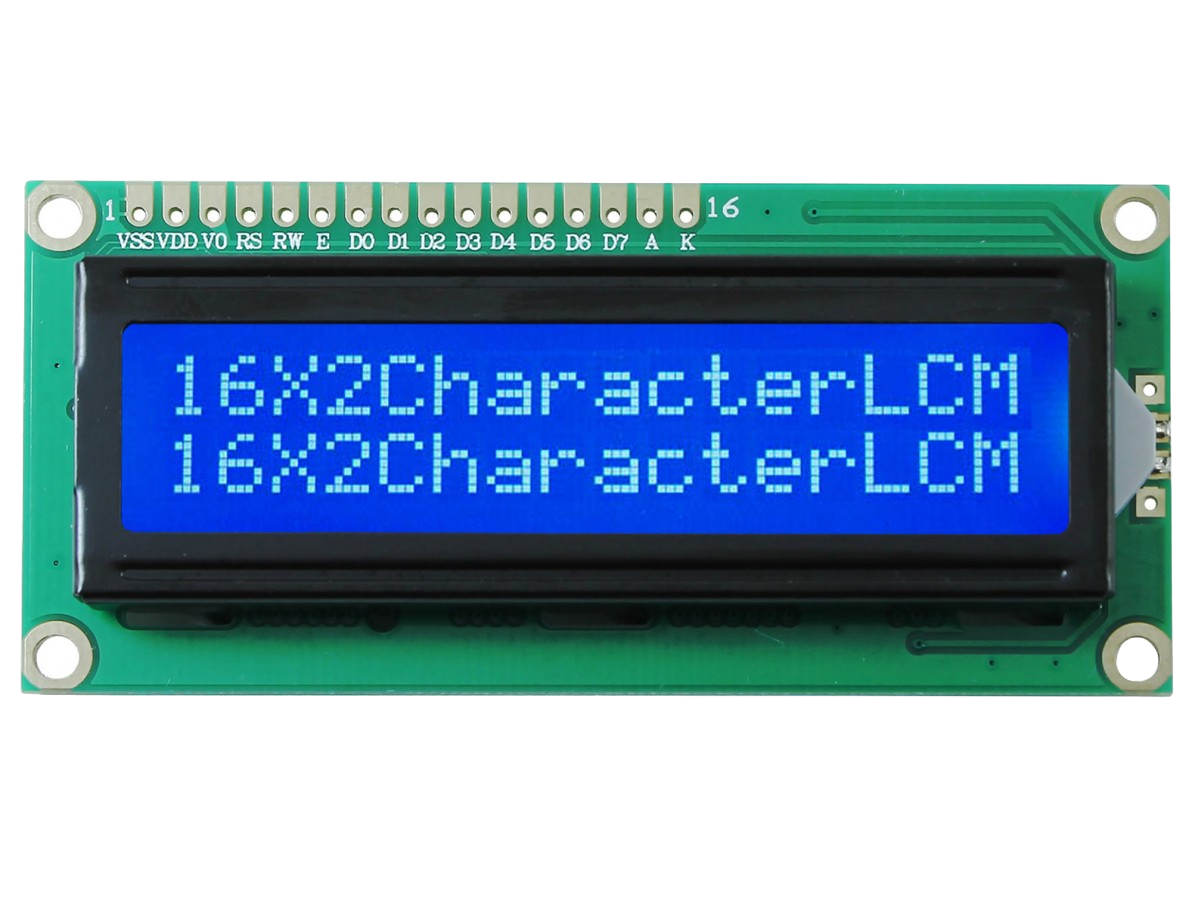 1 16
VSS VDD V0 RS RW E D0 D1 D2 D3 D4 D5 D6 D7 A K
16X2CharacterLCM
16X2CharacterLCM